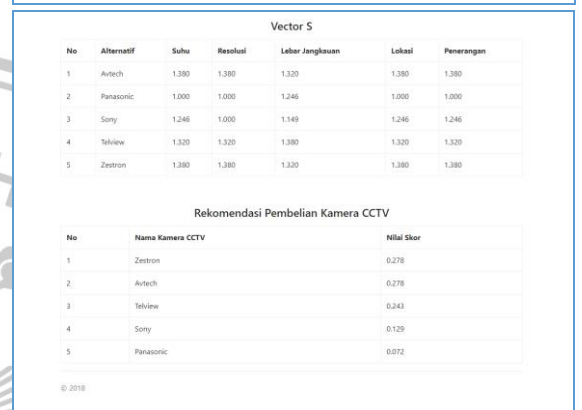 Vector S
No Alternatif Suhu Resolusi Lebar Jangkauan Lokasi Penerangan
1 Avtech 1.380 1.380 1.320 1.380 1.380
2 Panasonic 1.000 1.000 1.246 1.000 1.000
3 Sony 1.246 1.000 1.149 1.246 1.246
4 Telview 1.320 1.320 1.380 1.320 1.320
5 Zestron 1.380 1.380 1.320 1.380 1.380
Rekomendasi Pembelian Kamera CCTV
No Nama Kamera CCTV Nilai Skor
1 Zestron 0.278
2 Avtech 0.278
3 Telview 0.243
4 Sony 0.129
5 Panasonic 0.072
© 2018